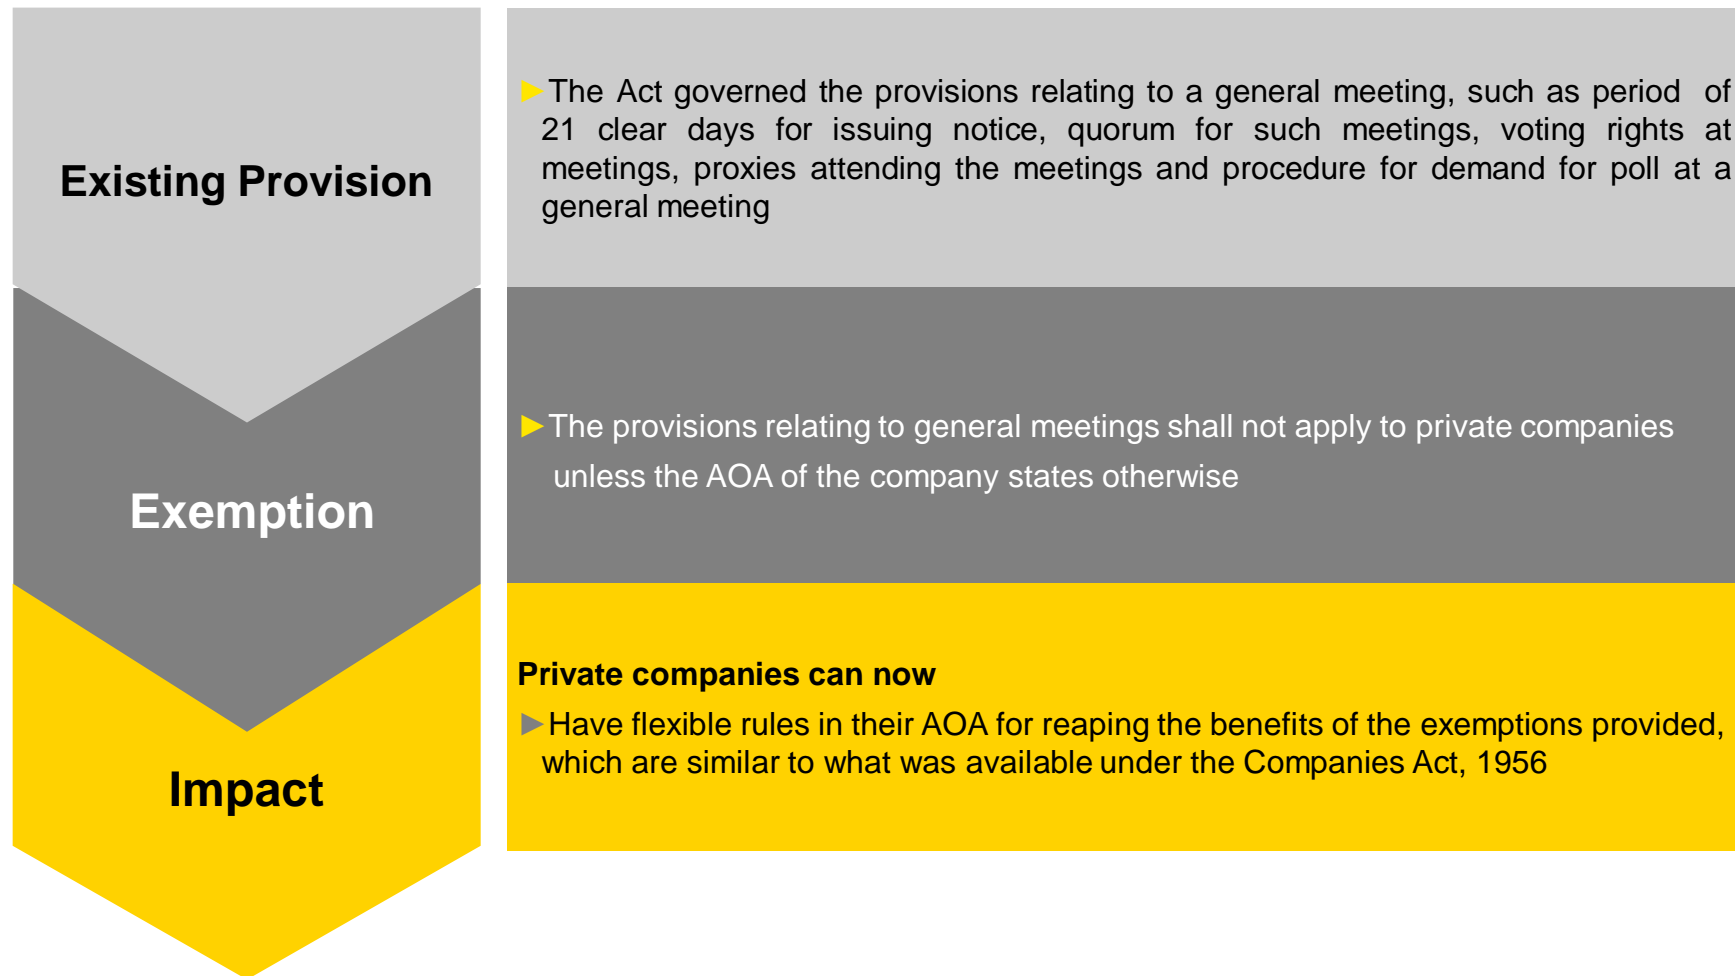 Existing Provision
►The Act governed the provisions relating to a general meeting, such as period of
21 clear days for issuing notice, quorum for such meetings, voting rights at
meetings, proxies attending the meetings and procedure for demand for poll at a
general meeting
Exemption
►The provisions relating to general meetings shall not apply to private companies
unless the AOA of the company states otherwise
Impact
Private companies can now
►Have flexible rules in their AOA for reaping the benefits of the exemptions provided,
which are similar to what was available under the Companies Act, 1956